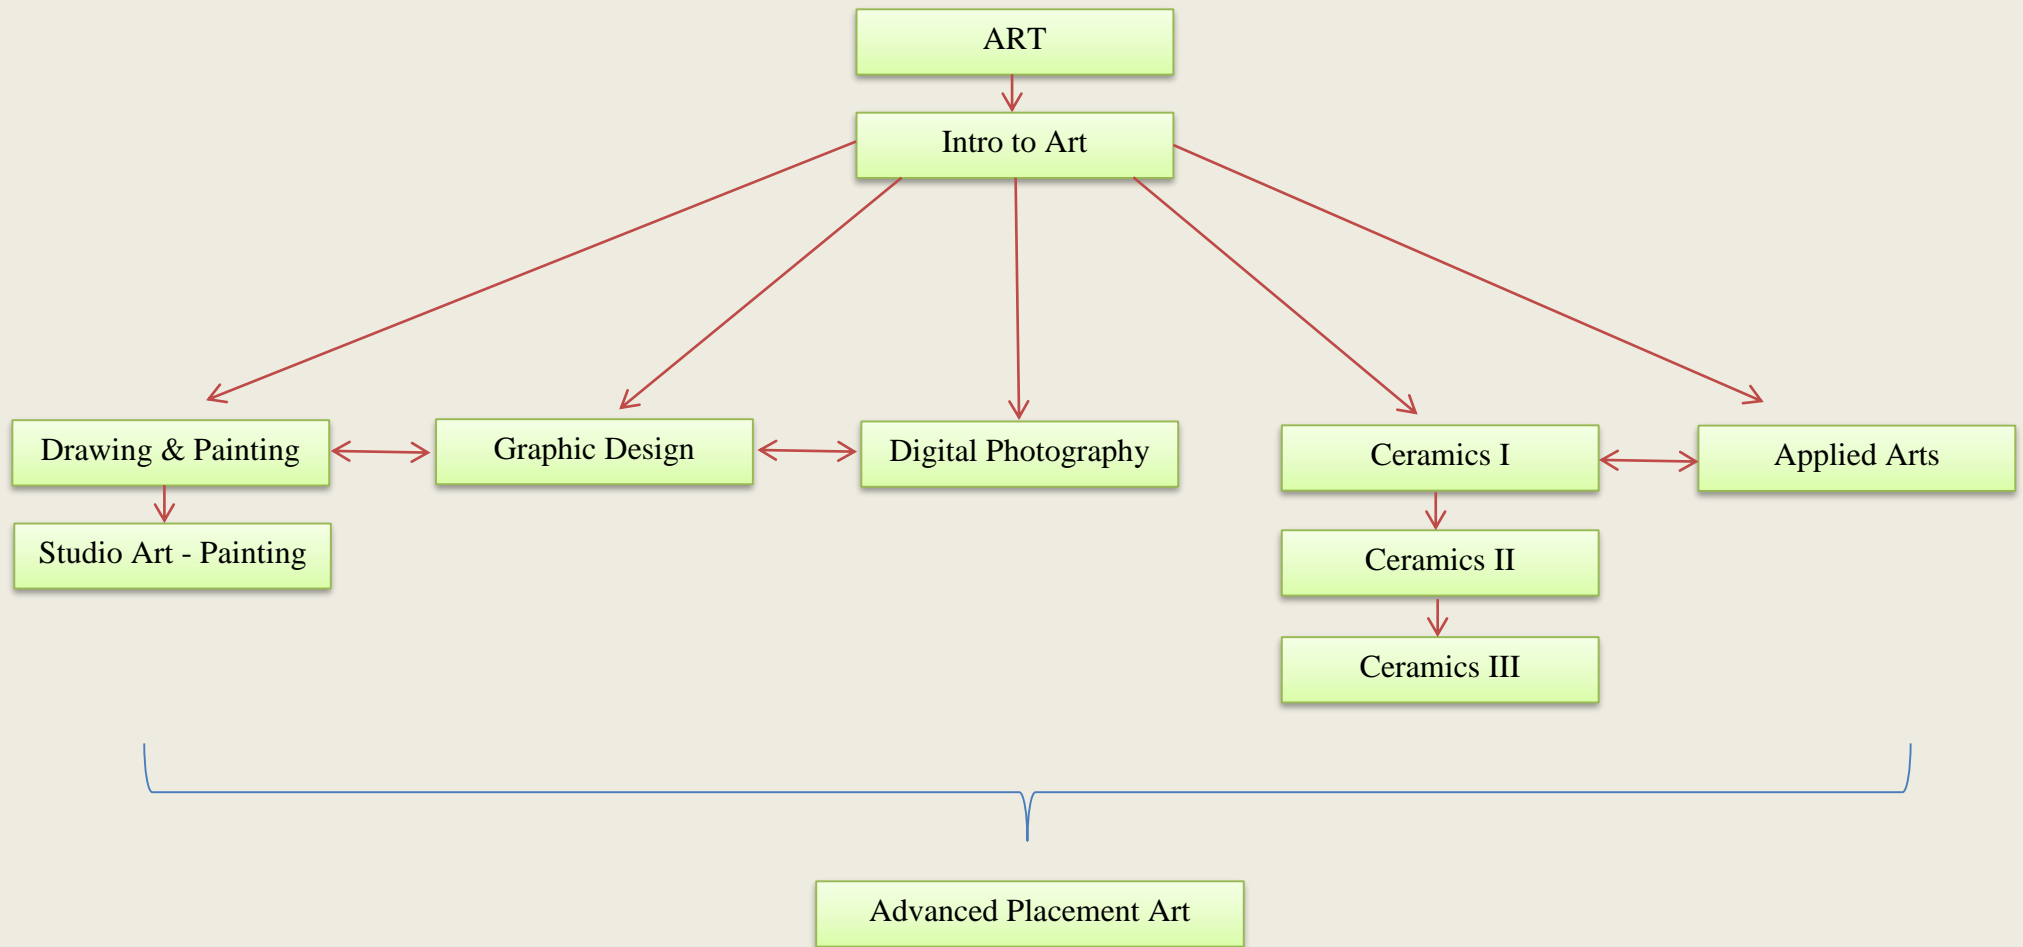 ART
Intro to Art
Drawing & Painting
Graphic Design
Digital Photography
Ceramics I
Applied Arts
Studio Art - Painting
Ceramics II
Ceramics III
Advanced Placement Art